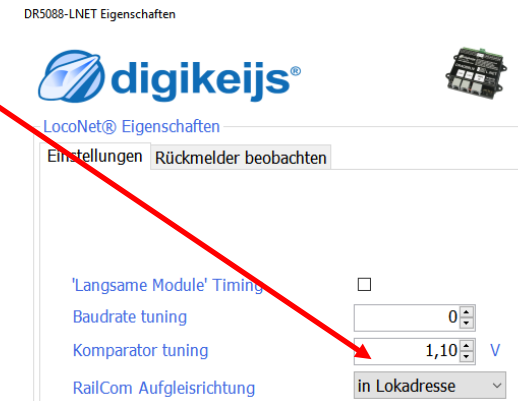 DR5088-LNET Eigenschaften
digikeijs®
LocoNet® Eigenschaften
Einstellungen Rückmelder beobachten
'Langsame Module' Timing
Baudrate tuning 0
Komparator tuning 1,10 V
RailCom Aufgleisrichtung in Lokadresse